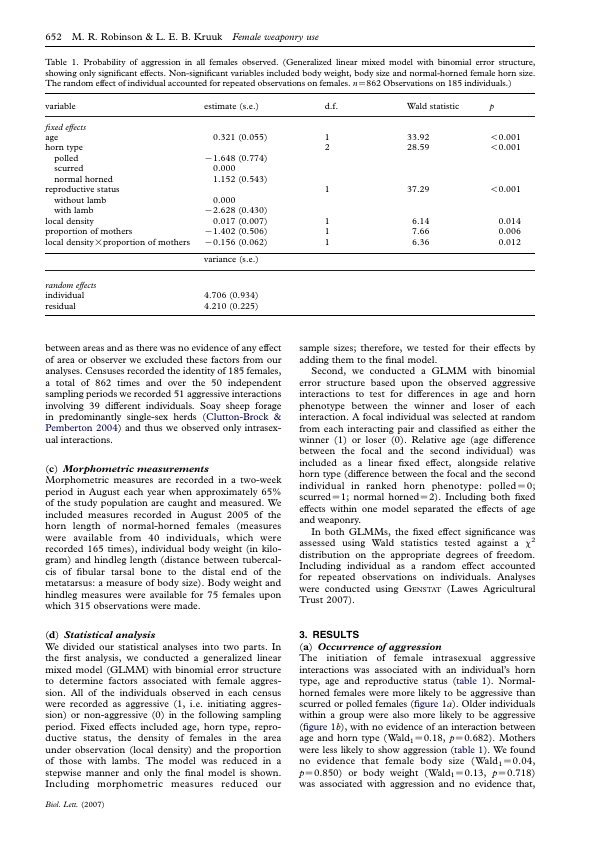 652 M. R. Robinson & L. E. B. Kruuk Female weaponry use
Table 1. Probability of aggression in all females observed. (Generalized linear mixed model with binomial error structure,
showing only significant effects. Non-significant variables included body weight, body size and normal-horned female horn size.
The random effect of individual accounted for repeated observations on females. n=862 Observations on 185 individuals.)
variable estimate (s.e.) d.f. Wald statistic p
fixed effects
age 0.321 (0.055) 1 33.92 <0.001
horn type 2 28.59 <0.001
polled −1.648 (0.774)
scurred 0.000
normal horned 1.152 (0.543)
reproductive status 1 37.29 <0.001
without lamb 0.000
with lamb −2.628 (0.430)
local density 0.017 (0.007) 1 6.14 0.014
proportion of mothers −1.402 (0.506) 1 7.66 0.006
local density×proportion of mothers −0.156 (0.062) 1 6.36 0.012
variance (s.e.)
random effects
individual 4.706 (0.934)
residual 4.210 (0.225)
between areas and as there was no evidence of any effect
of area or observer we excluded these factors from our
analyses. Censuses recorded the identity of 185 females,
a total of 862 times and over the 50 independent
sampling periods we recorded 51 aggressive interactions
involving 39 different individuals. Soay sheep forage
in predominantly single-sex herds (Clutton-Brock &
Pemberton 2004) and thus we observed only intrasex-
ual interactions.
(c) Morphometric measurements
Morphometric measures are recorded in a two-week
period in August each year when approximately 65%
of the study population are caught and measured. We
included measures recorded in August 2005 of the
horn length of normal-horned females (measures
were available from 40 individuals, which were
recorded 165 times), individual body weight (in kilo-
gram) and hindleg length (distance between tubercal-
cis of fibular tarsal bone to the distal end of the
metatarsus: a measure of body size). Body weight and
hindleg measures were available for 75 females upon
which 315 observations were made.
(d) Statistical analysis
We divided our statistical analyses into two parts. In
the first analysis, we conducted a generalized linear
mixed model (GLMM) with binomial error structure
to determine factors associated with female aggres-
sion. All of the individuals observed in each census
were recorded as aggressive (1, i.e. initiating aggres-
sion) or non-aggressive (0) in the following sampling
period. Fixed effects included age, horn type, repro-
ductive status, the density of females in the area
under observation (local density) and the proportion
of those with lambs. The model was reduced in a
stepwise manner and only the final model is shown.
Including morphometric measures reduced our
sample sizes; therefore, we tested for their effects by
adding them to the final model.
Second, we conducted a GLMM with binomial
error structure based upon the observed aggressive
interactions to test for differences in age and horn
phenotype between the winner and loser of each
interaction. A focal individual was selected at random
from each interacting pair and classified as either the
winner (1) or loser (0). Relative age (age difference
between the focal and the second individual) was
included as a linear fixed effect, alongside relative
horn type (difference between the focal and the second
individual in ranked horn phenotype: polled=0;
scurred=1; normal horned=2). Including both fixed
effects within one model separated the effects of age
and weaponry.
In both GLMMs, the fixed effect significance was
assessed using Wald statistics tested against a χ²
distribution on the appropriate degrees of freedom.
Including individual as a random effect accounted
for repeated observations on individuals. Analyses
were conducted using GENSTAT (Lawes Agricultural
Trust 2007).
3. RESULTS
(a) Occurrence of aggression
The initiation of female intrasexual aggressive
interactions was associated with an individual's horn
type, age and reproductive status (table 1). Normal-
horned females were more likely to be aggressive than
scurred or polled females (figure 1a). Older individuals
within a group were also more likely to be aggressive
(figure 1b), with no evidence of an interaction between
age and horn type (Wald₁=0.18, p=0.682). Mothers
were less likely to show aggression (table 1). We found
no evidence that female body size (Wald₁=0.04,
p=0.850) or body weight (Wald₁=0.13, p=0.718)
was associated with aggression and no evidence that,
Biol. Lett. (2007)